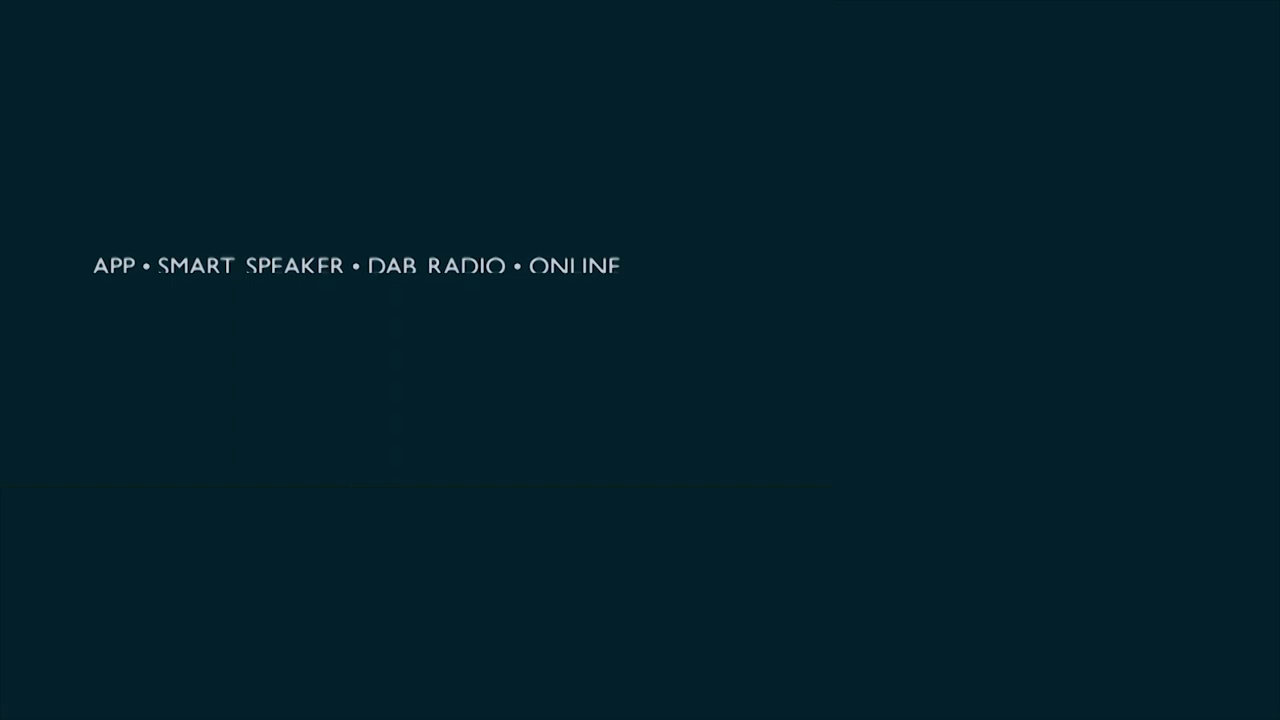 APP • SMART SPEAKER • DAB RADIO • ONLINE